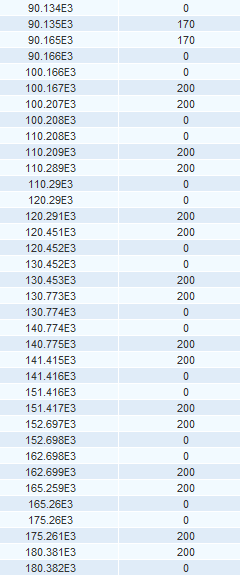 90.134E3 0
90.135E3 170
90.165E3 170
90.166E3 0
100.166E3 0
100.167E3 200
100.207E3 200
100.208E3 0
110.208E3 0
110.209E3 200
110.289E3 200
110.29E3 0
120.29E3 0
120.291E3 200
120.451E3 200
120.452E3 0
130.452E3 0
130.453E3 200
130.773E3 200
130.774E3 0
140.774E3 0
140.775E3 200
141.415E3 200
141.416E3 0
151.416E3 0
151.417E3 200
152.697E3 200
152.698E3 0
162.698E3 0
162.699E3 200
165.259E3 200
165.26E3 0
175.26E3 0
175.261E3 200
180.381E3 200
180.382E3 0